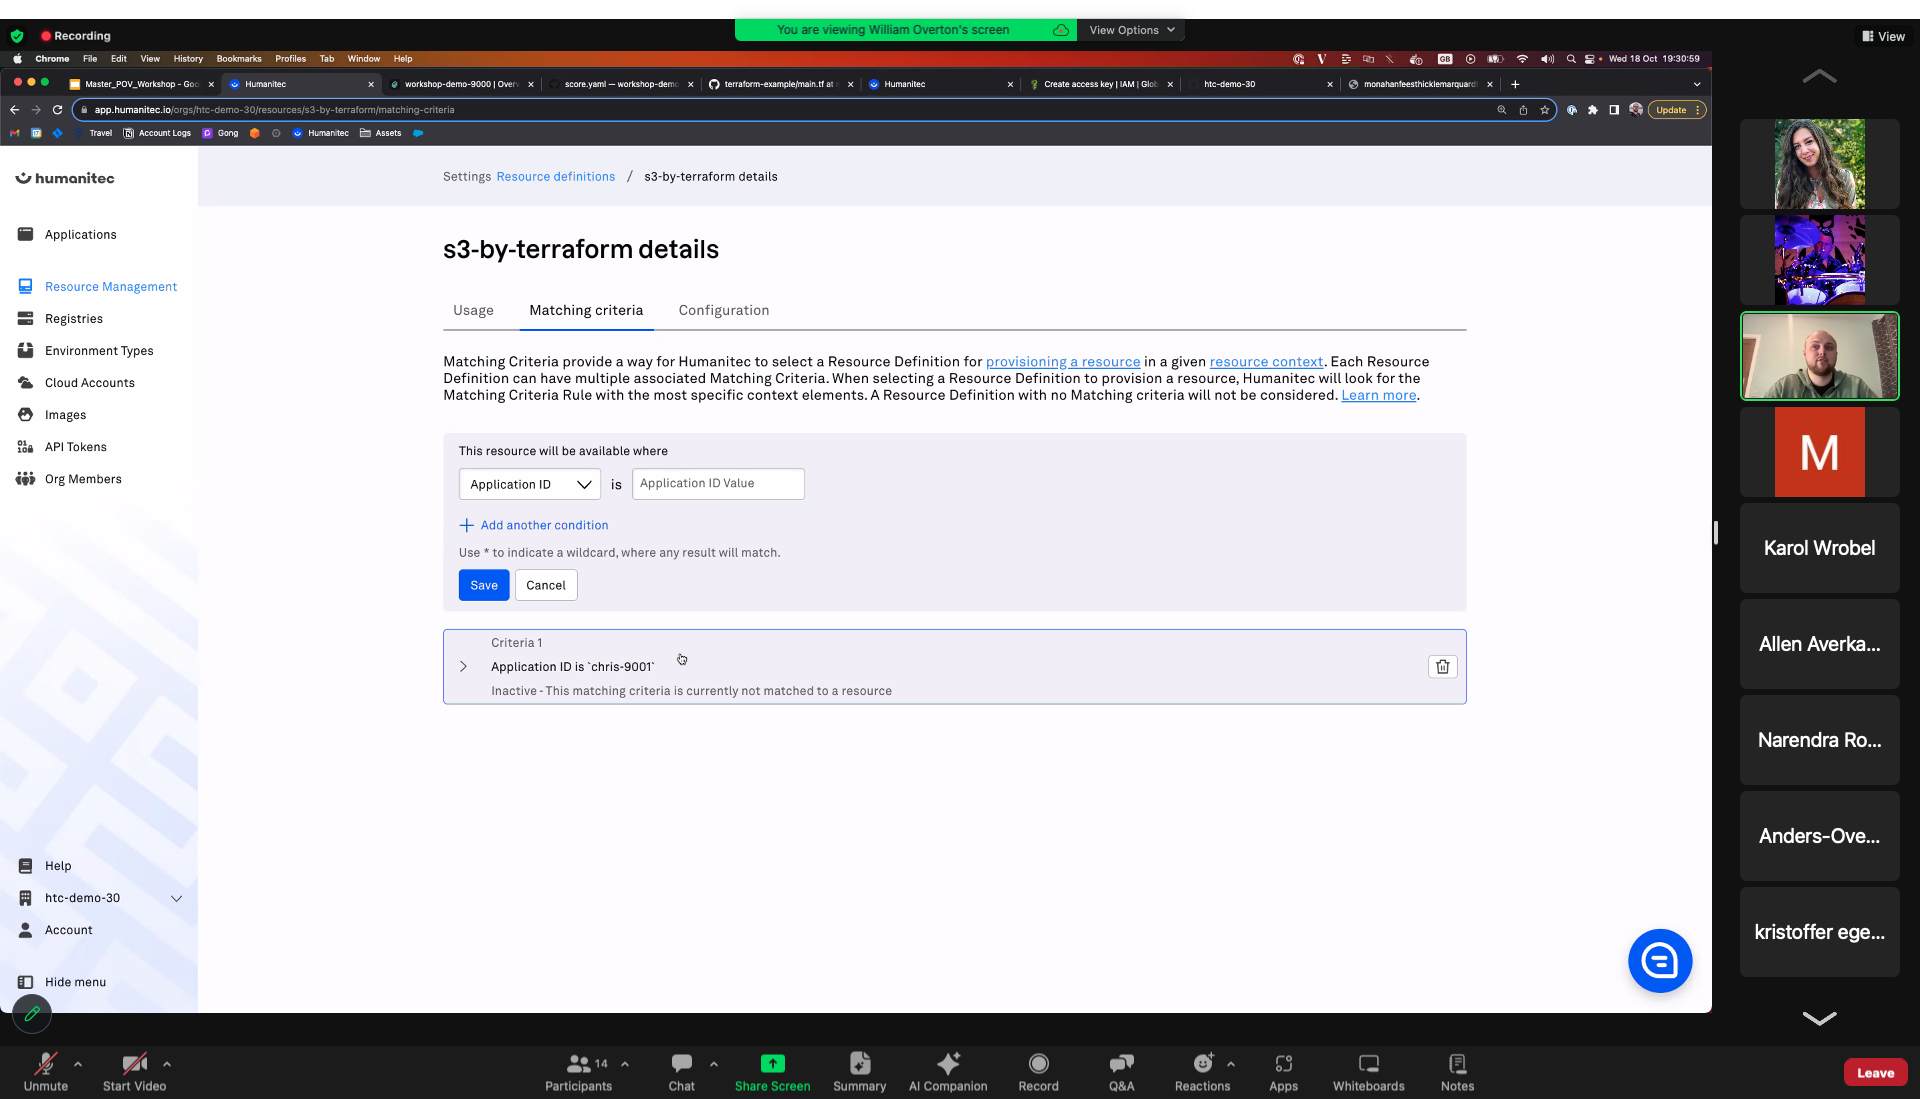 Recording
You are viewing William Overton's screen
View Options
View
Chrome File Edit View History Bookmarks Profiles Tab Window Help
GB
Wed 18 Oct 19:30:59
Master_POV_Workshop - Goo
Humanitec
workshop-demo-9000 | Over
score.yaml — workshop-demo
terraform-example/main.tf at
Humanitec
Create access key | IAM | Glob
htc-demo-30
monahanfeesthicklemarquard
app.humanitec.io/orgs/htc-demo-30/resources/s3-by-terraform/matching-criteria
Update
Travel
Account Logs
Gong
Humanitec
Assets
humanitec
Settings Resource definitions / s3-by-terraform details
Applications
Resource Management
Registries
Environment Types
Cloud Accounts
Images
API Tokens
Org Members
s3-by-terraform details
Usage
Matching criteria
Configuration
Matching Criteria provide a way for Humanitec to select a Resource Definition for provisioning a resource in a given resource context. Each Resource
Definition can have multiple associated Matching Criteria. When selecting a Resource Definition to provision a resource, Humanitec will look for the
Matching Criteria Rule with the most specific context elements. A Resource Definition with no Matching criteria will not be considered. Learn more.
This resource will be available where
Application ID
is
Application ID Value
Add another condition
Use * to indicate a wildcard, where any result will match.
Save
Cancel
Criteria 1
Application ID is `chris-9001`
Inactive - This matching criteria is currently not matched to a resource
Help
htc-demo-30
Account
Hide menu
M
Karol Wrobel
Allen Averka...
Narendra Ro...
Anders-Ove...
kristoffer ege...
Unmute
Start Video
14
Participants
Chat
Share Screen
Summary
AI Companion
Record
Q&A
Reactions
Apps
Whiteboards
Notes
Leave